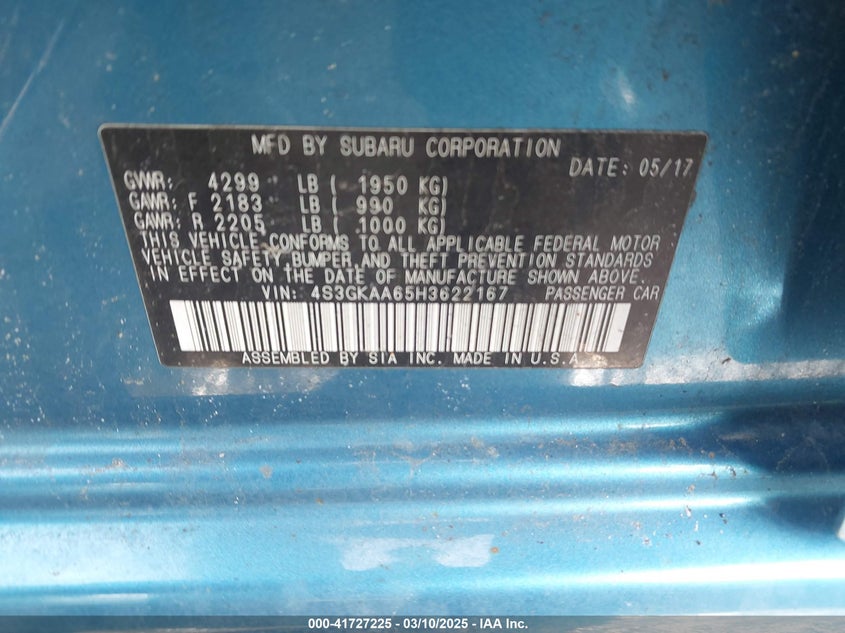 MFD BY SUBARU CORPORATION
DATE: 05/17
GVWR: 4299 LB ( 1950 KG)
GAWR: F 2183 LB ( 990 KG)
GAWR: R 2205 LB ( 1000 KG)
THIS VEHICLE CONFORMS TO ALL APPLICABLE FEDERAL MOTOR
VEHICLE SAFETY BUMPER, AND THEFT PREVENTION STANDARDS
IN EFFECT ON THE DATE OF MANUFACTURE SHOWN ABOVE.
VIN: 4S3GKAA65H3622167 PASSENGER CAR
ASSEMBLED BY SIA INC. MADE IN U.S.A
000-41727225 - 03/10/2025 - IAA Inc.